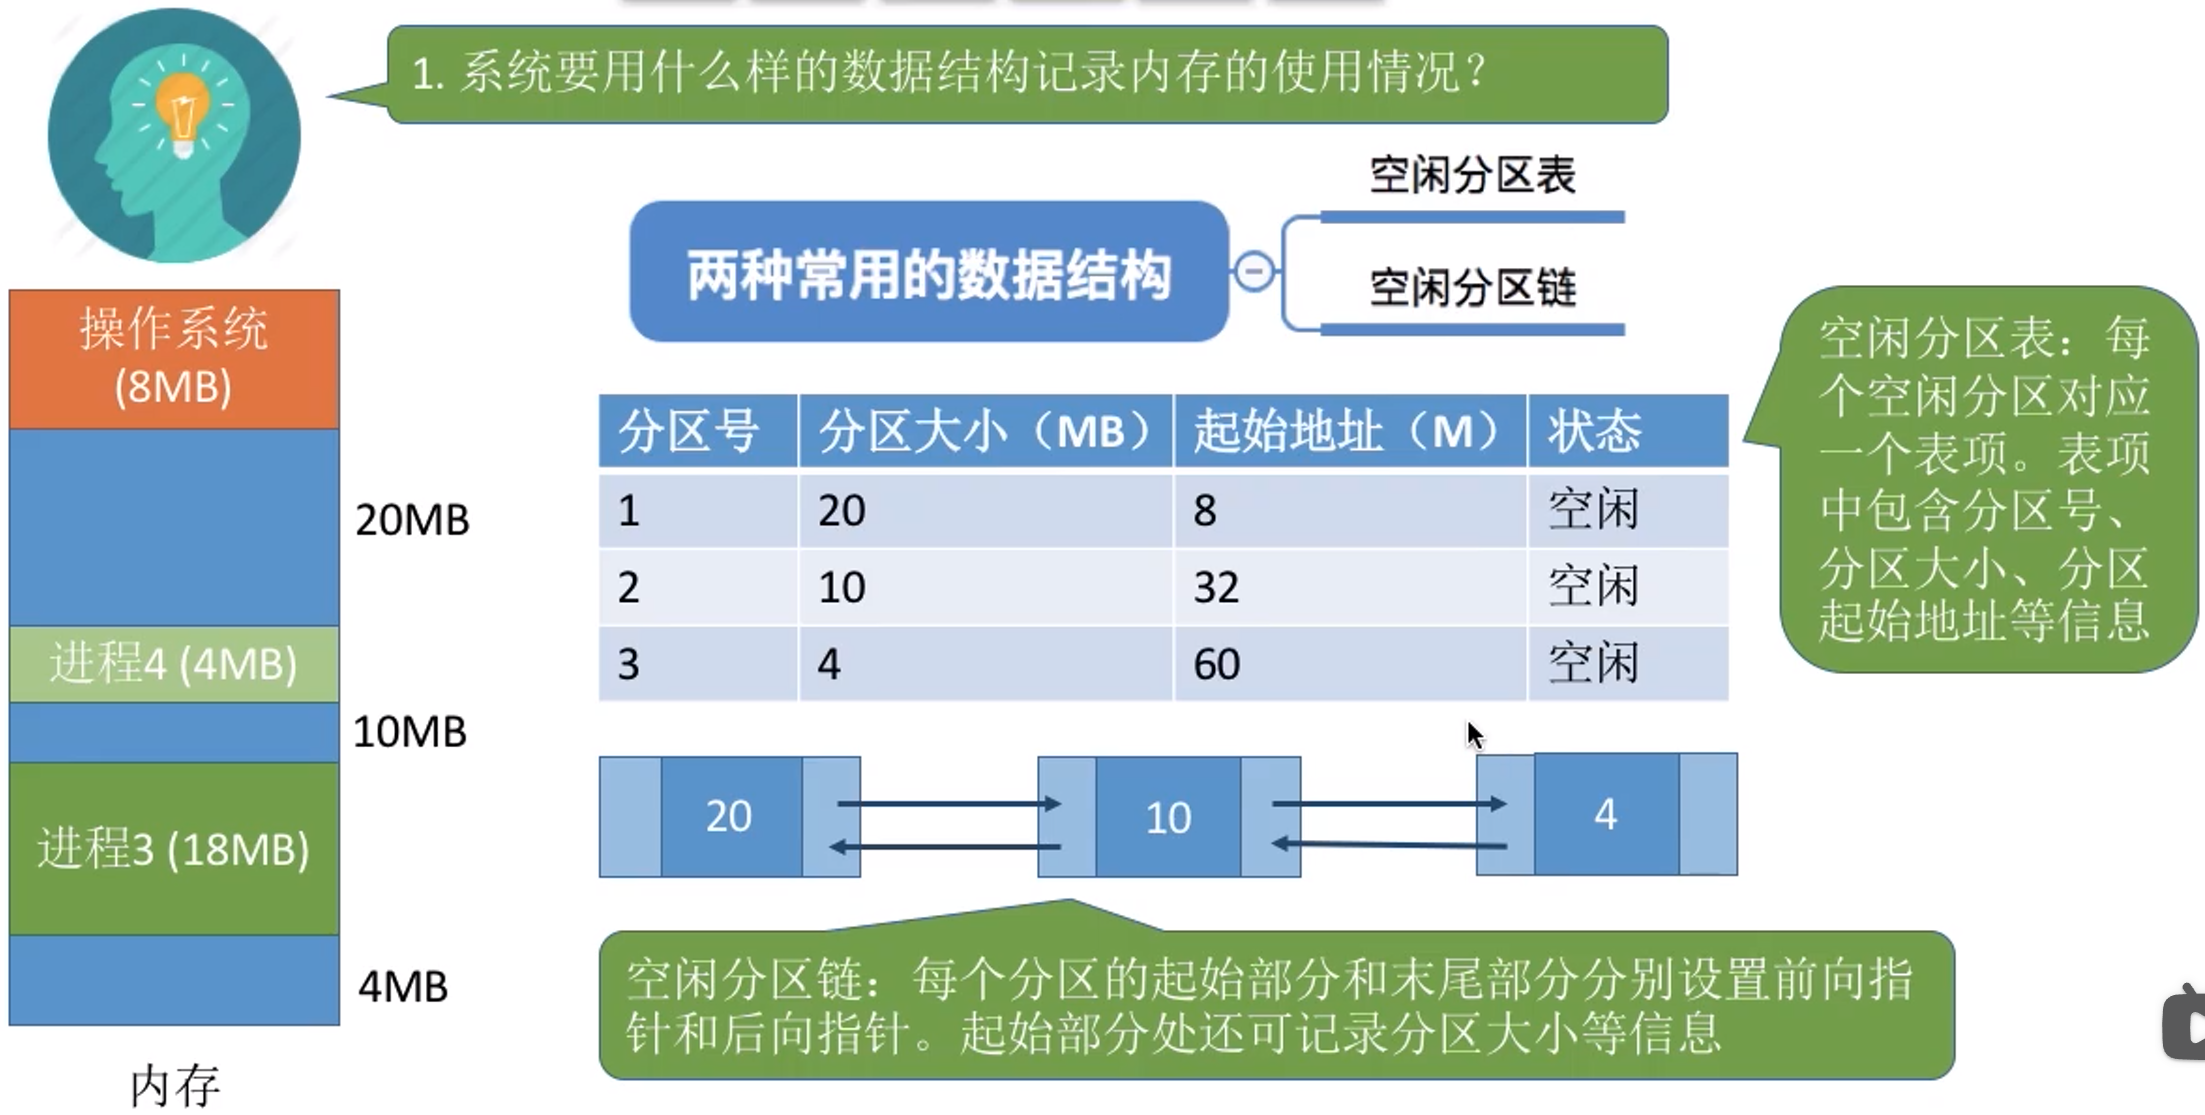 1. 系统要用什么样的数据结构记录内存的使用情况？
两种常用的数据结构
空闲分区表
空闲分区链
操作系统
(8MB)
20MB
进程4 (4MB)
10MB
进程3 (18MB)
4MB
内存
分区号 分区大小（MB） 起始地址（M） 状态
1 20 8 空闲
2 10 32 空闲
3 4 60 空闲
空闲分区表：每
个空闲分区对应
一个表项。表项
中包含分区号、
分区大小、分区
起始地址等信息
20 10 4
空闲分区链：每个分区的起始部分和末尾部分分别设置前向指
针和后向指针。起始部分处还可记录分区大小等信息